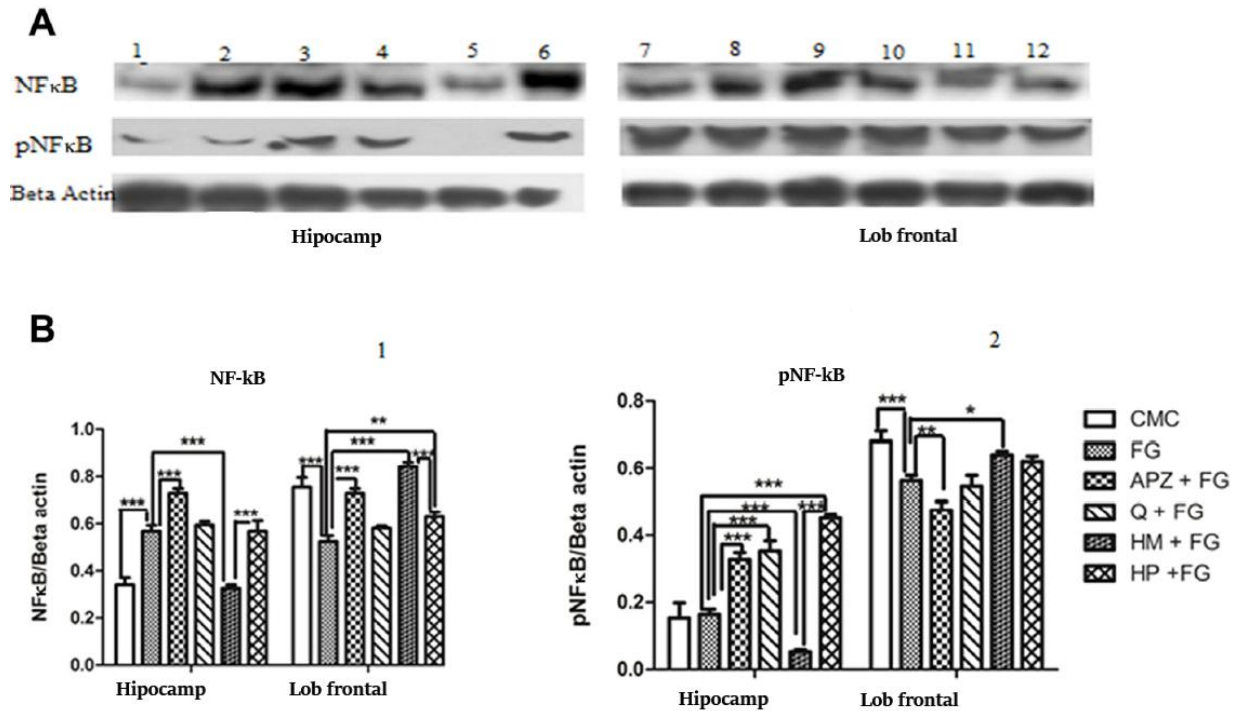 A
1 2 3 4 5 6 7 8 9 10 11 12
NFκB
pNFκB
Beta Actin
Hipocamp Lob frontal
B
1 2
NF-kB pNF-kB
NFκB/Beta actin
1.0
0.8
0.6
0.4
0.2
0.0
*** *** *** ***
** *** *** *** ***
Hipocamp Lob frontal
pNFκB/Beta actin
0.8
0.6
0.4
0.2
0.0
*** *** *** *** ***
*** ** *
Hipocamp Lob frontal
CMC
FG
APZ + FG
Q + FG
HM + FG
HP +FG